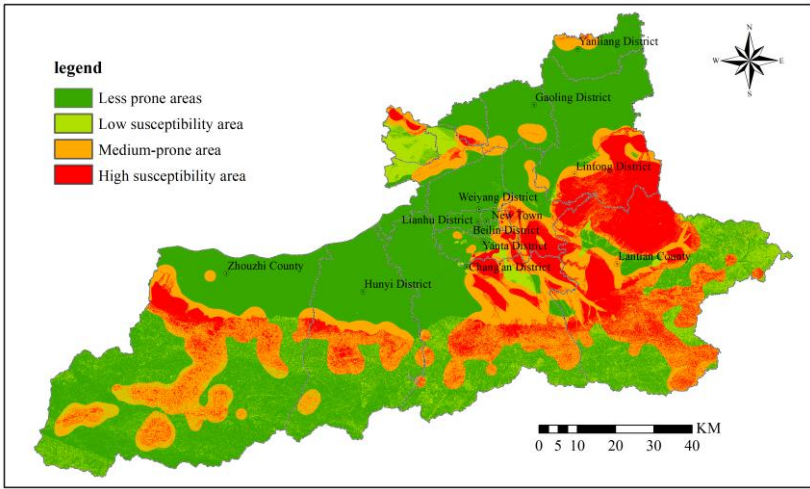 legend
Less prone areas
Low susceptibility area
Medium-prone area
High susceptibility area
N
W
E
S
Yanliang District
Gaoling District
Lintong District
Weiyang District
New Town
Lianhu District
Beilin District
Yanta District
Chang'an District
Lantian County
Zhouzhi County
Hunyi District
KM
0 5 10 20 30 40